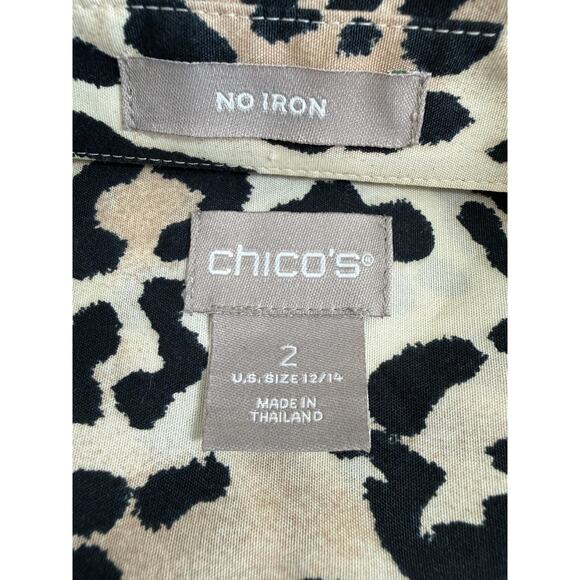 NO IRON
chico's®
2
U.S. SIZE 12/14
MADE IN
THAILAND